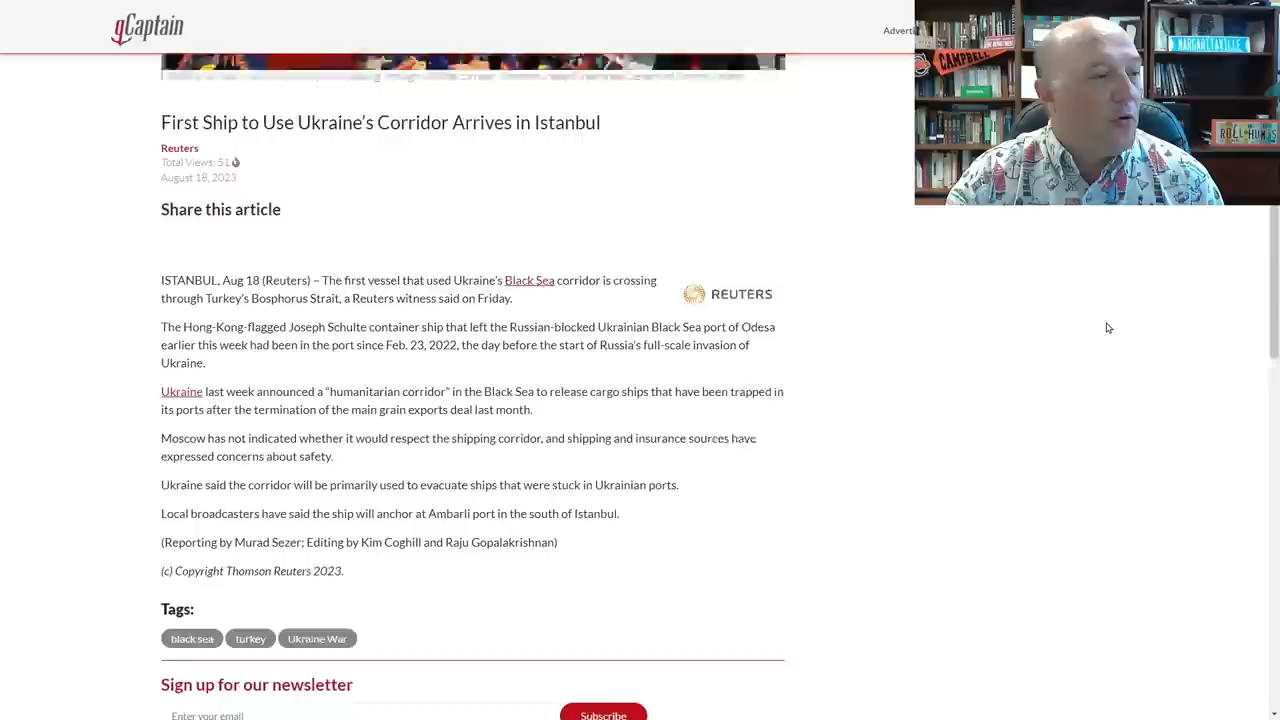 gCaptain
Adverti
MARGARITAVILLE
CAMPBELL
First Ship to Use Ukraine’s Corridor Arrives in Istanbul
Reuters
Total Views: 51
August 18, 2023
Share this article
ISTANBUL, Aug 18 (Reuters) – The first vessel that used Ukraine’s Black Sea corridor is crossing
through Turkey’s Bosphorus Strait, a Reuters witness said on Friday.
REUTERS
The Hong-Kong-flagged Joseph Schulte container ship that left the Russian-blocked Ukrainian Black Sea port of Odesa
earlier this week had been in the port since Feb. 23, 2022, the day before the start of Russia’s full-scale invasion of
Ukraine.
Ukraine last week announced a “humanitarian corridor” in the Black Sea to release cargo ships that have been trapped in
its ports after the termination of the main grain exports deal last month.
Moscow has not indicated whether it would respect the shipping corridor, and shipping and insurance sources have
expressed concerns about safety.
Ukraine said the corridor will be primarily used to evacuate ships that were stuck in Ukrainian ports.
Local broadcasters have said the ship will anchor at Ambarli port in the south of Istanbul.
(Reporting by Murad Sezer; Editing by Kim Coghill and Raju Gopalakrishnan)
(c) Copyright Thomson Reuters 2023.
Tags:
black sea turkey Ukraine War
Sign up for our newsletter
Enter your email Subscribe